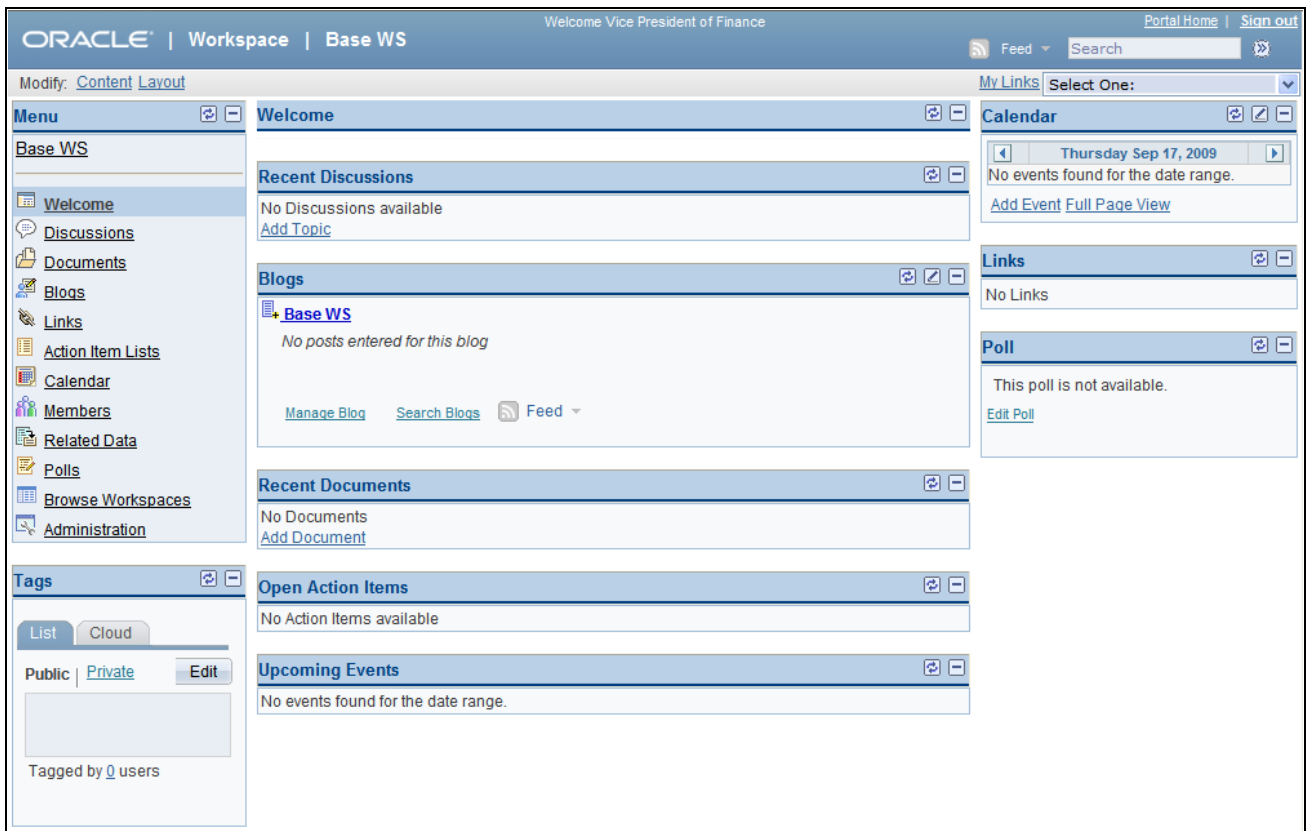 Welcome Vice President of Finance
Portal Home | Sign out
ORACLE | Workspace | Base WS
Feed
Search
Modify: Content Layout
My Links
Select One:
Menu
Base WS
Welcome
Discussions
Documents
Blogs
Links
Action Item Lists
Calendar
Members
Related Data
Polls
Browse Workspaces
Administration
Tags
List
Cloud
Public | Private
Edit
Tagged by 0 users
Welcome
Recent Discussions
No Discussions available
Add Topic
Blogs
Base WS
No posts entered for this blog
Manage Blog Search Blogs Feed
Recent Documents
No Documents
Add Document
Open Action Items
No Action Items available
Upcoming Events
No events found for the date range.
Calendar
Thursday Sep 17, 2009
No events found for the date range.
Add Event Full Page View
Links
No Links
Poll
This poll is not available.
Edit Poll